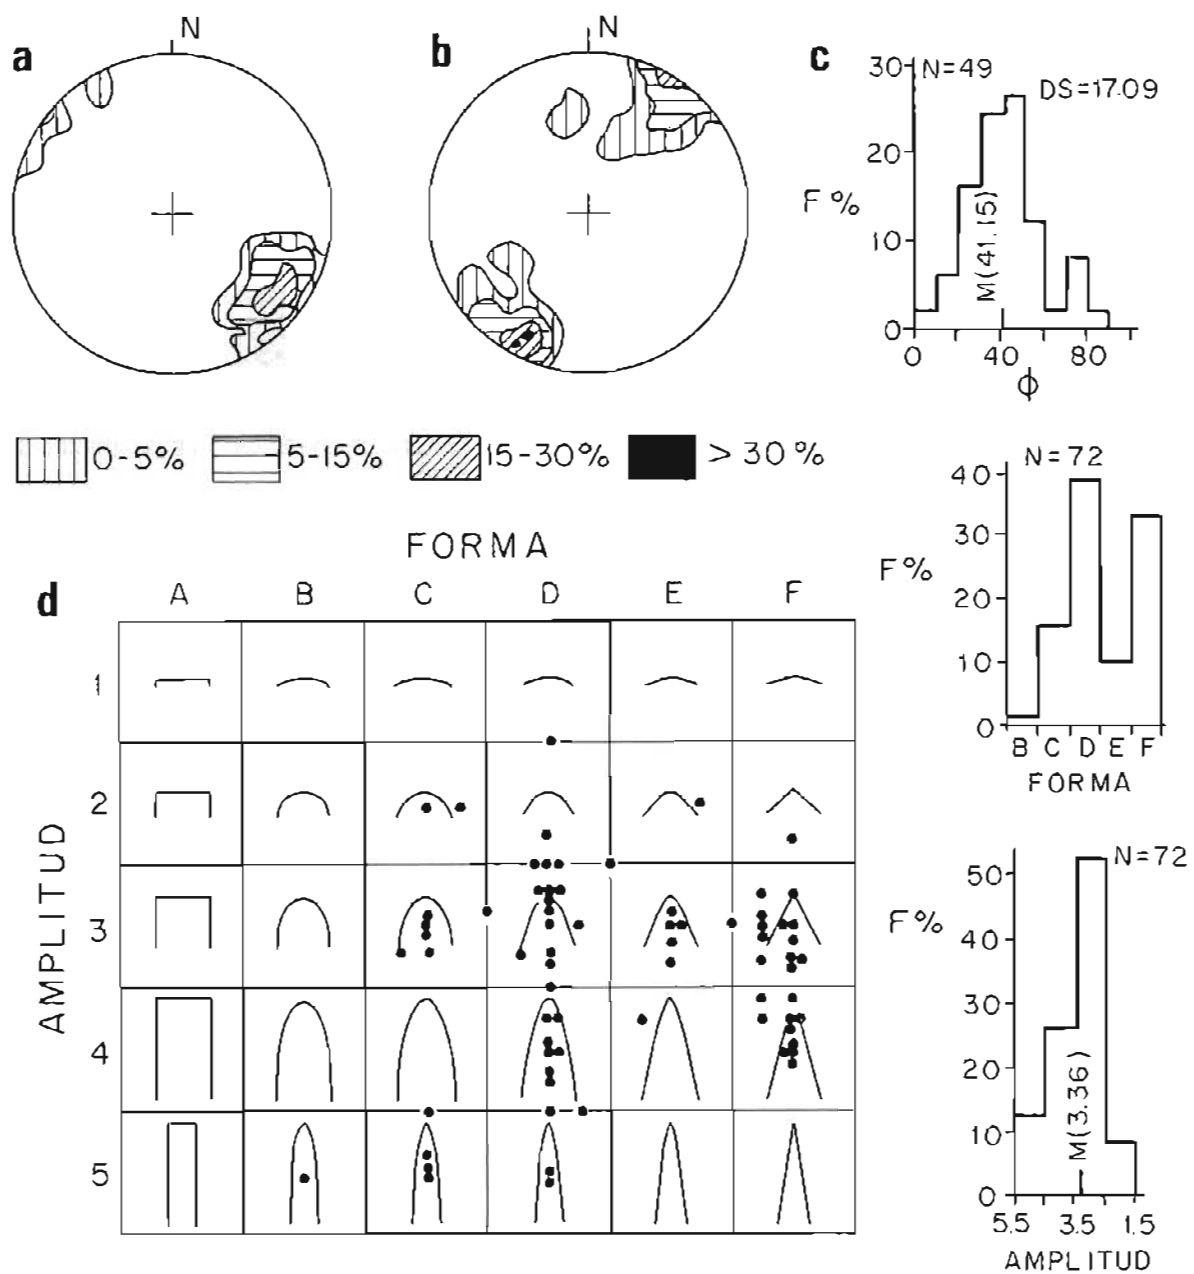 a
N
b
N
c
30
N=49
DS=17.09
20
F%
10
M(41.15)
0
0 40 80
ϕ
0-5% 5-15% 15-30% > 30%
N=72
40
30
F%
20
10
0
B C D E F
FORMA
FORMA
d
A B C D E F
1
2
3
4
5
AMPLITUD
N=72
50
F%
40
30
20
10
M(3.36)
0
5.5 3.5 1.5
AMPLITUD